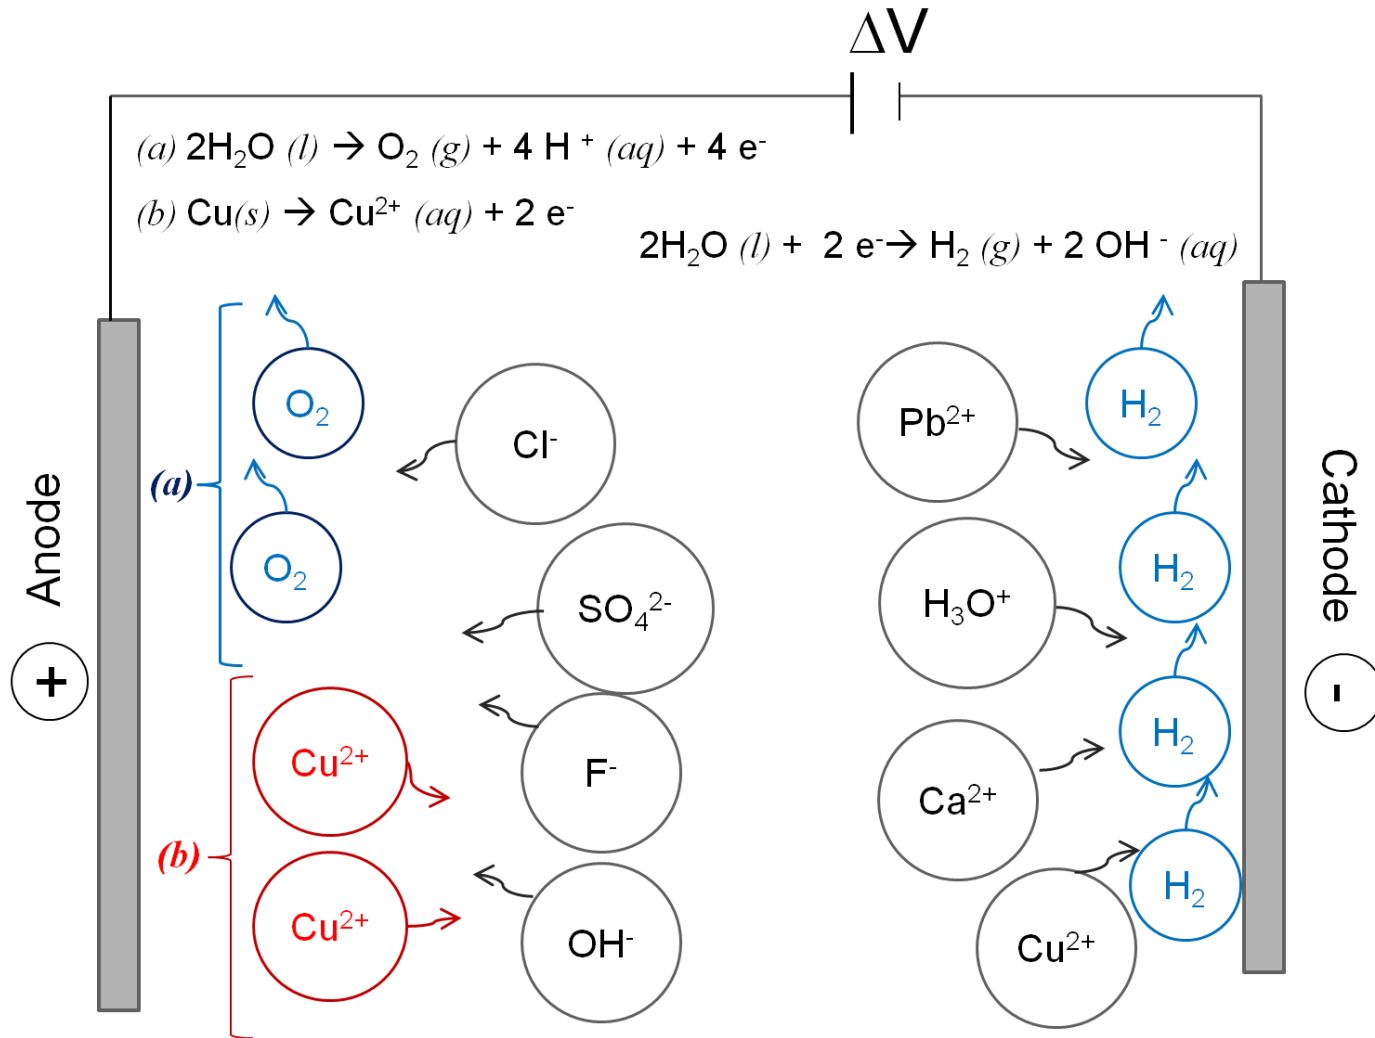 ΔV
(a) 2H₂O (l) → O₂ (g) + 4 H ⁺ (aq) + 4 e⁻
(b) Cu(s) → Cu²⁺ (aq) + 2 e⁻
2H₂O (l) + 2 e⁻→ H₂ (g) + 2 OH ⁻ (aq)
O₂
Cl⁻
Pb²⁺
H₂
(a)
Anode
Cathode
O₂
SO₄²⁻
H₃O⁺
H₂
+
-
Cu²⁺
F⁻
Ca²⁺
H₂
(b)
Cu²⁺
OH⁻
Cu²⁺
H₂